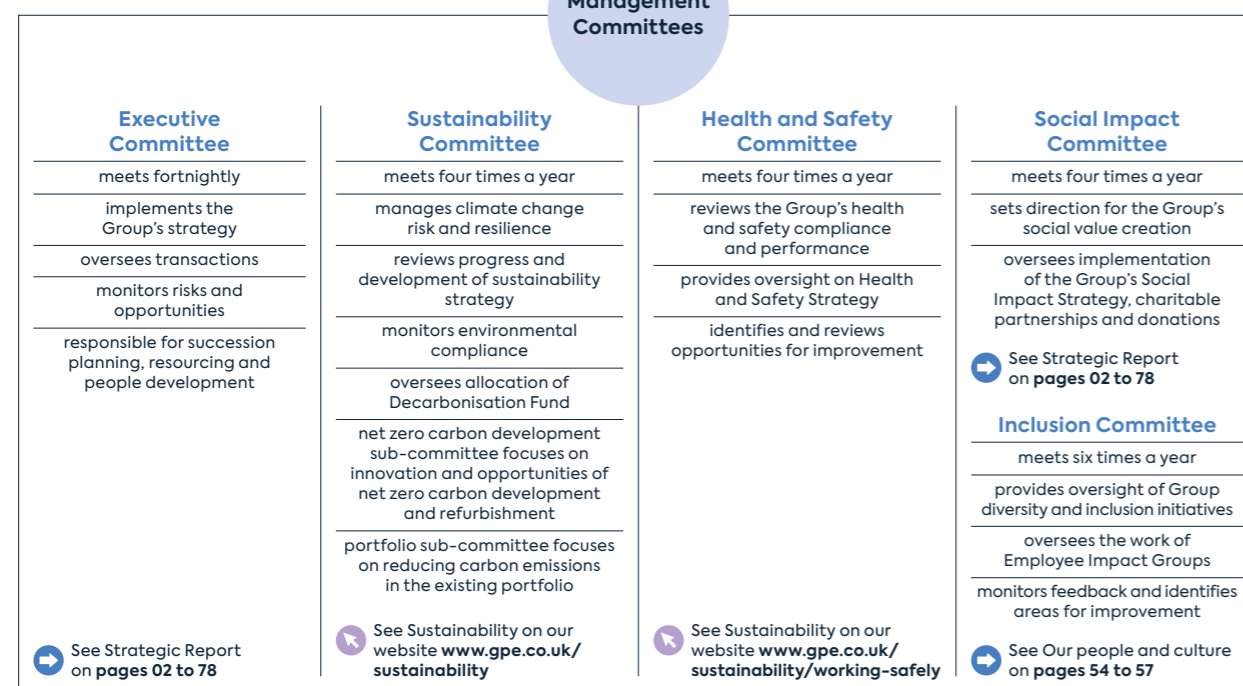 Management
Committees
Executive
Committee
meets fortnightly
implements the
Group's strategy
oversees transactions
monitors risks and
opportunities
responsible for succession
planning, resourcing and
people development
See Strategic Report
on pages 02 to 78
Sustainability
Committee
meets four times a year
manages climate change
risk and resilience
reviews progress and
development of sustainability
strategy
monitors environmental
compliance
oversees allocation of
Decarbonisation Fund
net zero carbon development
sub-committee focuses on
innovation and opportunities of
net zero carbon development
and refurbishment
portfolio sub-committee focuses
on reducing carbon emissions
in the existing portfolio
See Sustainability on our
website www.gpe.co.uk/
sustainability
Health and Safety
Committee
meets four times a year
reviews the Group's health
and safety compliance
and performance
provides oversight on Health
and Safety Strategy
identifies and reviews
opportunities for improvement
See Sustainability on our
website www.gpe.co.uk/
sustainability/working-safely
Social Impact
Committee
meets four times a year
sets direction for the Group's
social value creation
oversees implementation
of the Group's Social
Impact Strategy, charitable
partnerships and donations
See Strategic Report
on pages 02 to 78
Inclusion Committee
meets six times a year
provides oversight of Group
diversity and inclusion initiatives
oversees the work of
Employee Impact Groups
monitors feedback and identifies
areas for improvement
See Our people and culture
on pages 54 to 57